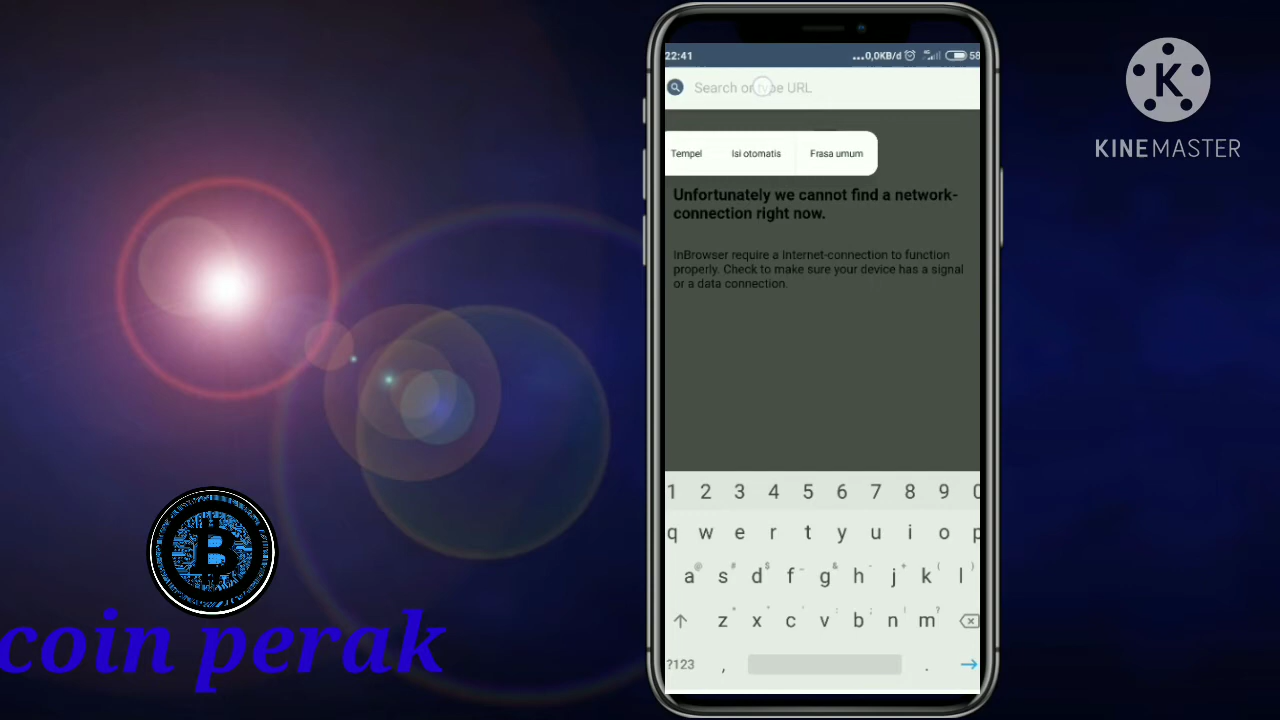 22:41
...0,0KB/d
58
Search or type URL
Tempel
Isi otomatis
Frasa umum
Unfortunately we cannot find a network-
connection right now.
InBrowser require a Internet-connection to function
properly. Check to make sure your device has a signal
or a data connection.
1 2 3 4 5 6 7 8 9 0
q w e r t y u i o p
a s d f g h j k l
z x c v b n m
?123 , .
K
KINEMASTER
B
coin perak